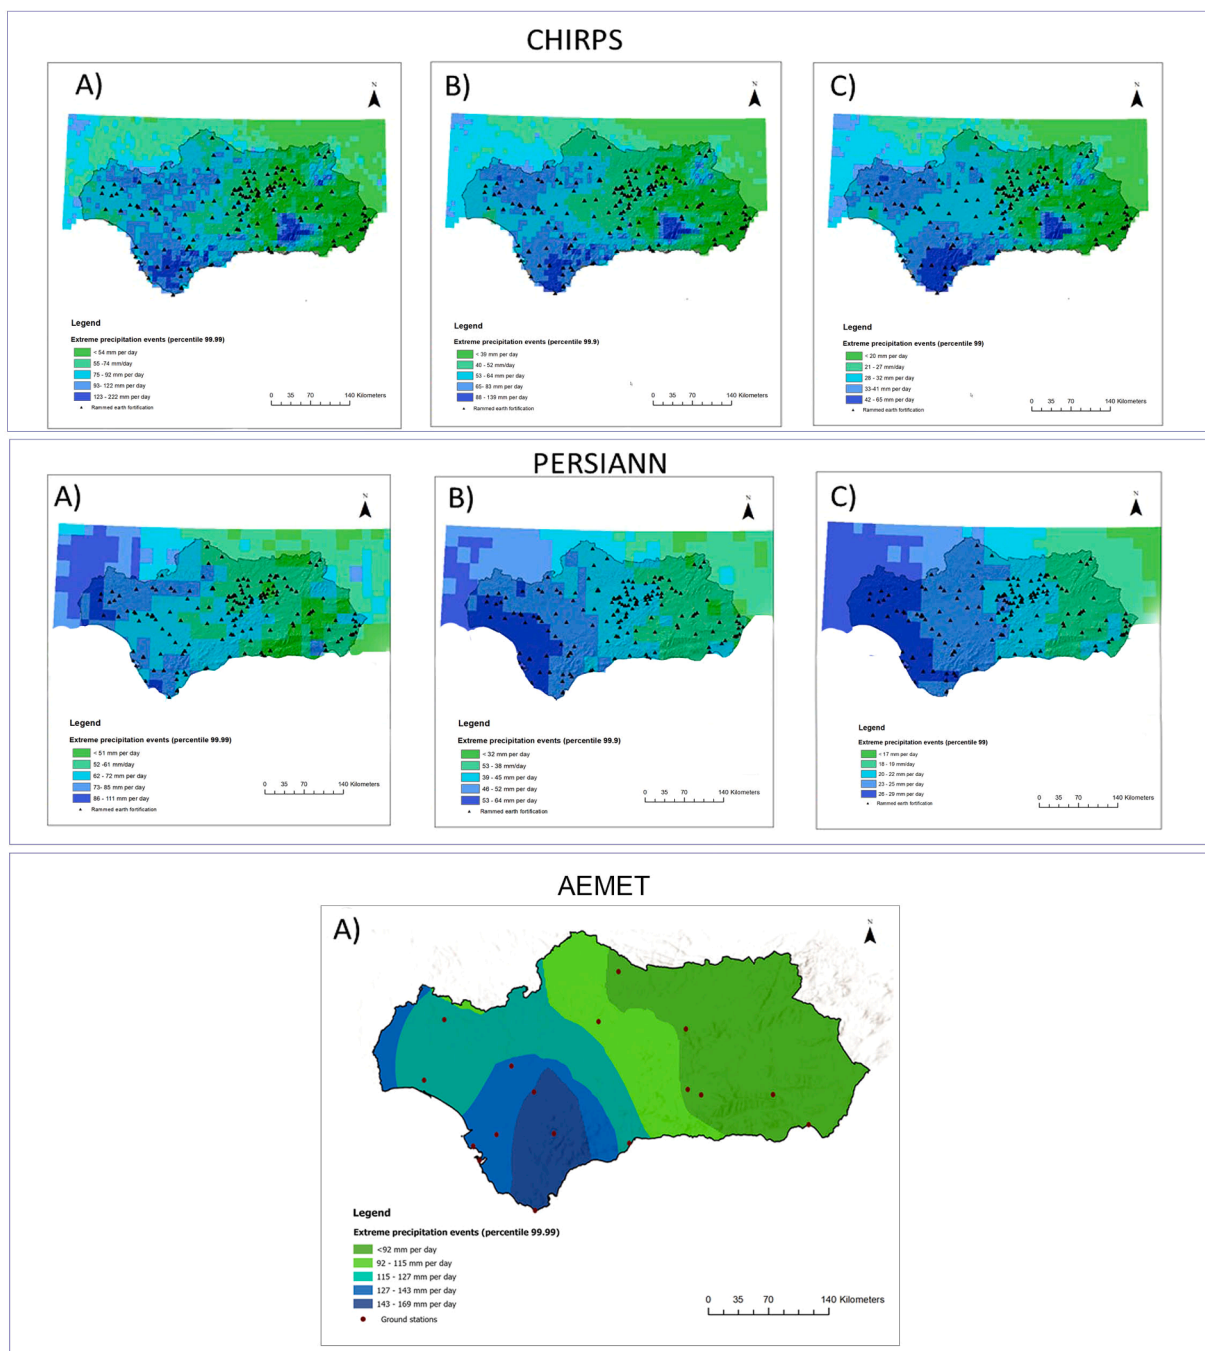 CHIRPS
A)
N
Legend
Extreme precipitation events (percentile 99.99)
< 54 mm per day
55 -74 mm/day
75 - 92 mm per day
93- 122 mm per day
123 - 222 mm per day
Rammed earth fortification
0 35 70 140 Kilometers
B)
N
Legend
Extreme precipitation events (percentile 99.9)
< 39 mm per day
40 - 52 mm/day
53 - 64 mm per day
65- 83 mm per day
88 - 139 mm per day
Rammed earth fortification
0 35 70 140 Kilometers
C)
N
Legend
Extreme precipitation events (percentile 99)
< 20 mm per day
21 - 27 mm/day
28 - 32 mm per day
33-41 mm per day
42 - 65 mm per day
Rammed earth fortification
0 35 70 140 Kilometers
PERSIANN
A)
N
Legend
Extreme precipitation events (percentile 99.99)
< 51 mm per day
52 -61 mm/day
62 - 72 mm per day
73- 85 mm per day
86 - 111 mm per day
Rammed earth fortification
0 35 70 140 Kilometers
B)
N
Legend
Extreme precipitation events (percentile 99.9)
< 32 mm per day
53 - 38 mm/day
39 - 45 mm per day
46 - 52 mm per day
53 - 64 mm per day
Rammed earth fortification
0 35 70 140 Kilometers
C)
N
Legend
Extreme precipitation events (percentile 99)
< 17 mm per day
18 - 19 mm/day
20 - 22 mm per day
23 - 25 mm per day
26 - 29 mm per day
Rammed earth fortification
0 35 70 140 Kilometers
AEMET
A)
N
Legend
Extreme precipitation events (percentile 99.99)
<92 mm per day
92 - 115 mm per day
115 - 127 mm per day
127 - 143 mm per day
143 - 169 mm per day
Ground stations
0 35 70 140 Kilometers